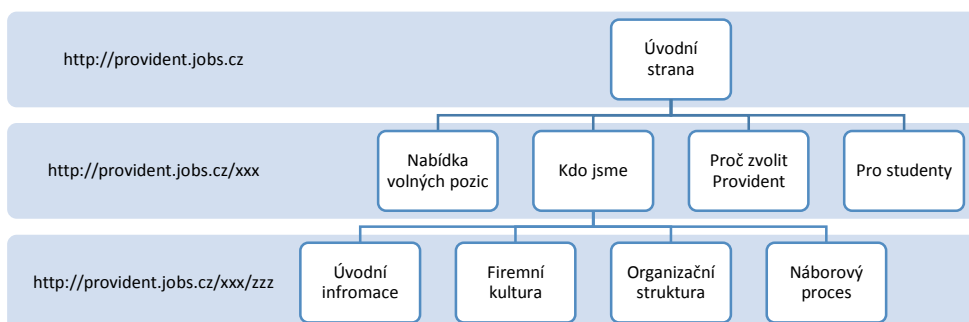 http://provident.jobs.cz
Úvodní
strana
http://provident.jobs.cz/xxx
Nabídka
volných pozic
Kdo jsme
Proč zvolit
Provident
Pro studenty
http://provident.jobs.cz/xxx/zzz
Úvodní
infromace
Firemní
kultura
Organizační
struktura
Náborový
proces